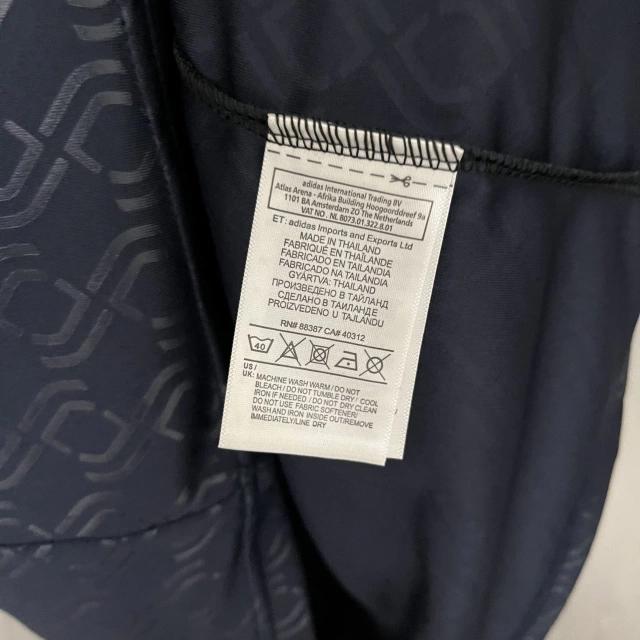 adidas International Trading BV
Atlas Arena - Afrika Building Hoogoorddreef 9a
1101 BA Amsterdam ZO The Netherlands
VAT NO. NL 8073.01.322.8.01
ET: adidas Imports and Exports Ltd
MADE IN THAILAND
FABRIQUE EN THAÏLANDE
FABRICADO EN TAILANDIA
FABRICADO NA TAILÂNDIA
GYÁRTVA: THAILAND
ПРОИЗВЕДЕНО В ТАЙЛАНД
СДЕЛАНО В ТАИЛАНДЕ
PROIZVEDENO U TAJLANDU
RN# 88387 CA# 40312
40
US /
UK: MACHINE WASH WARM / DO NOT
BLEACH / DO NOT TUMBLE DRY / COOL
IRON IF NEEDED / DO NOT DRY CLEAN
DO NOT USE FABRIC SOFTENER/
WASH AND IRON INSIDE OUT/REMOVE
IMMEDIATELY/LINE DRY